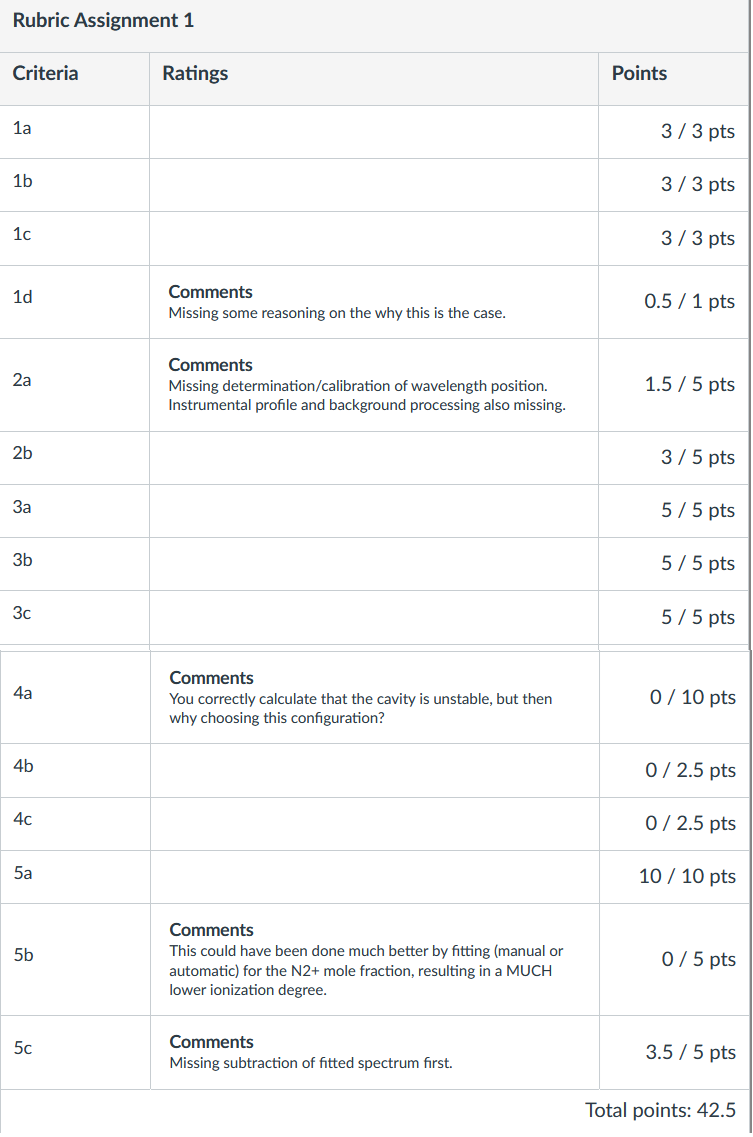 Rubric Assignment 1
Criteria Ratings Points
1a 3 / 3 pts
1b 3 / 3 pts
1c 3 / 3 pts
1d
Comments
Missing some reasoning on the why this is the case.
0.5 / 1 pts
2a
Comments
Missing determination/calibration of wavelength position.
Instrumental profile and background processing also missing.
1.5 / 5 pts
2b 3 / 5 pts
3a 5 / 5 pts
3b 5 / 5 pts
3c 5 / 5 pts
4a
Comments
You correctly calculate that the cavity is unstable, but then
why choosing this configuration?
0 / 10 pts
4b 0 / 2.5 pts
4c 0 / 2.5 pts
5a 10 / 10 pts
5b
Comments
This could have been done much better by fitting (manual or
automatic) for the N2+ mole fraction, resulting in a MUCH
lower ionization degree.
0 / 5 pts
5c
Comments
Missing subtraction of fitted spectrum first.
3.5 / 5 pts
Total points: 42.5